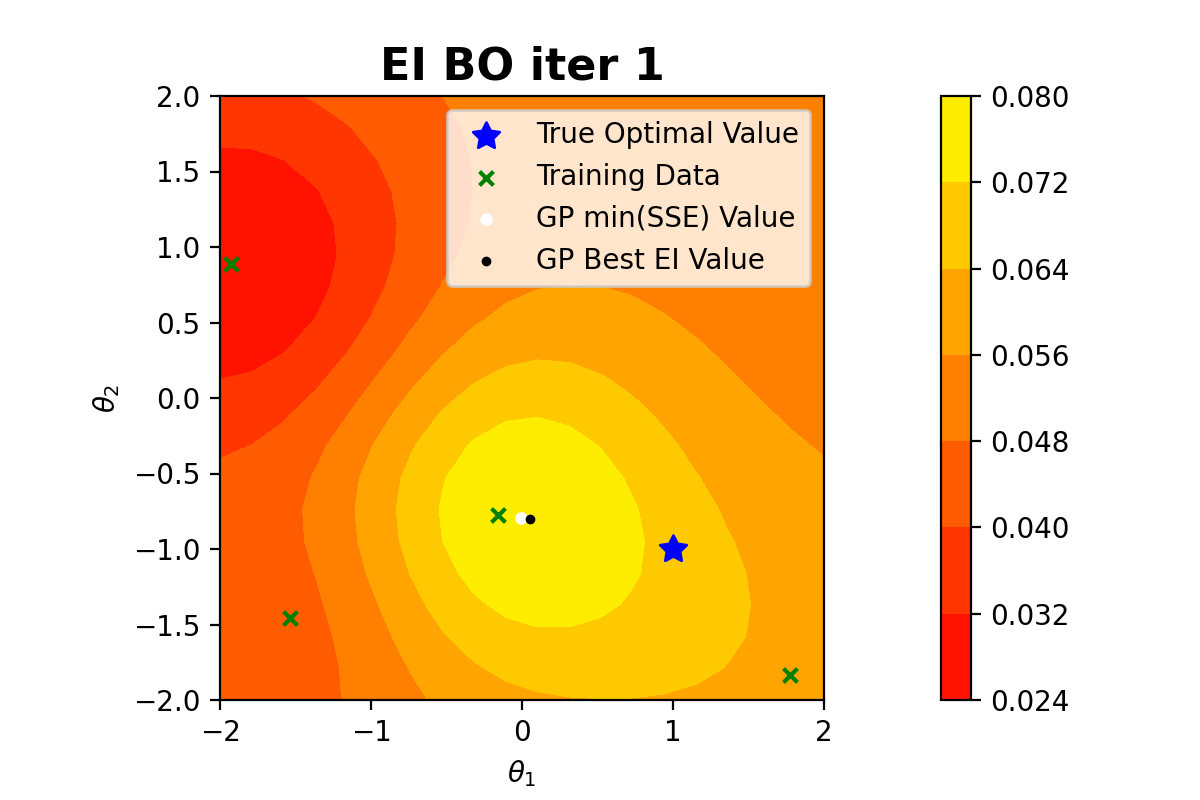 EI BO iter 1
True Optimal Value
Training Data
GP min(SSE) Value
GP Best EI Value
2.0
1.5
1.0
0.5
0.0
−0.5
−1.0
−1.5
−2.0
θ₂
−2 −1 0 1 2
θ₁
0.080
0.072
0.064
0.056
0.048
0.040
0.032
0.024